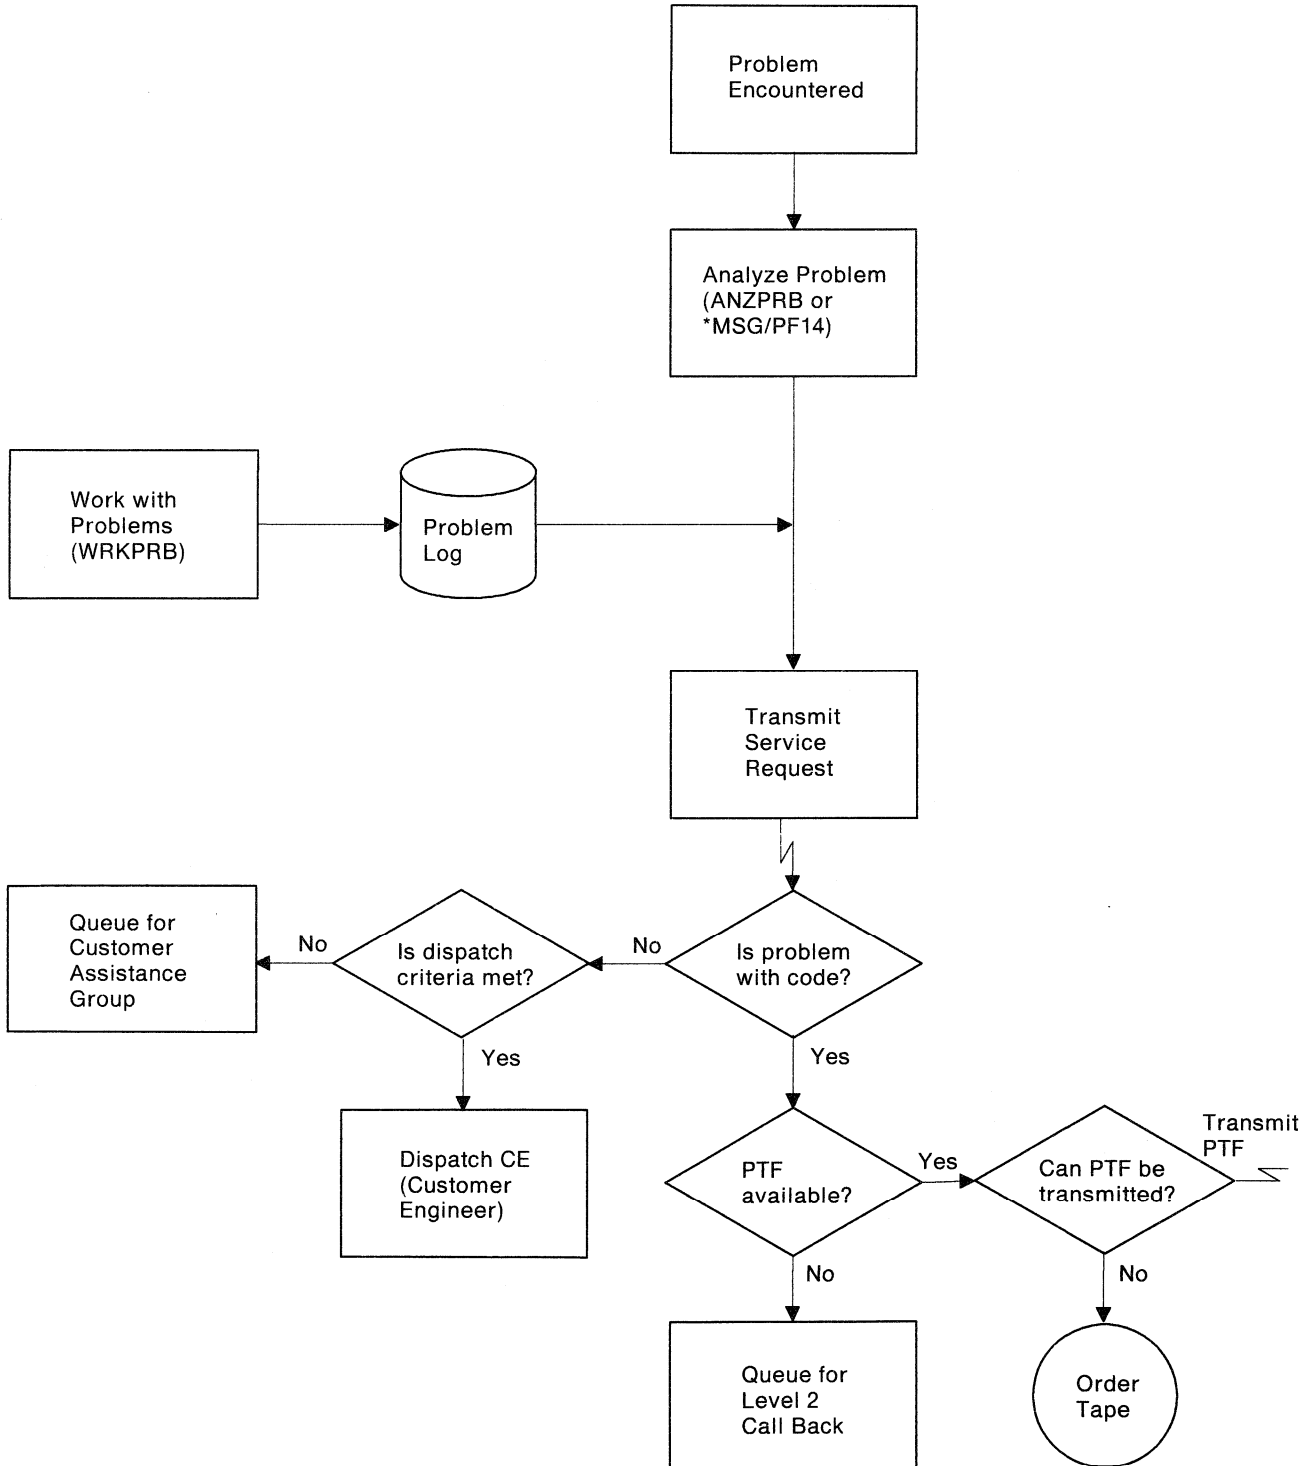 Problem
Encountered
Analyze Problem
(ANZPRB or
*MSG/PF14)
Work with
Problems
(WRKPRB)
Problem
Log
Transmit
Service
Request
Queue for
Customer
Assistance
Group
No
Is dispatch
criteria met?
No
Is problem
with code?
Yes
Yes
Dispatch CE
(Customer
Engineer)
PTF
available?
Yes
Can PTF be
transmitted?
Transmit
PTF
No
No
Queue for
Level 2
Call Back
Order
Tape